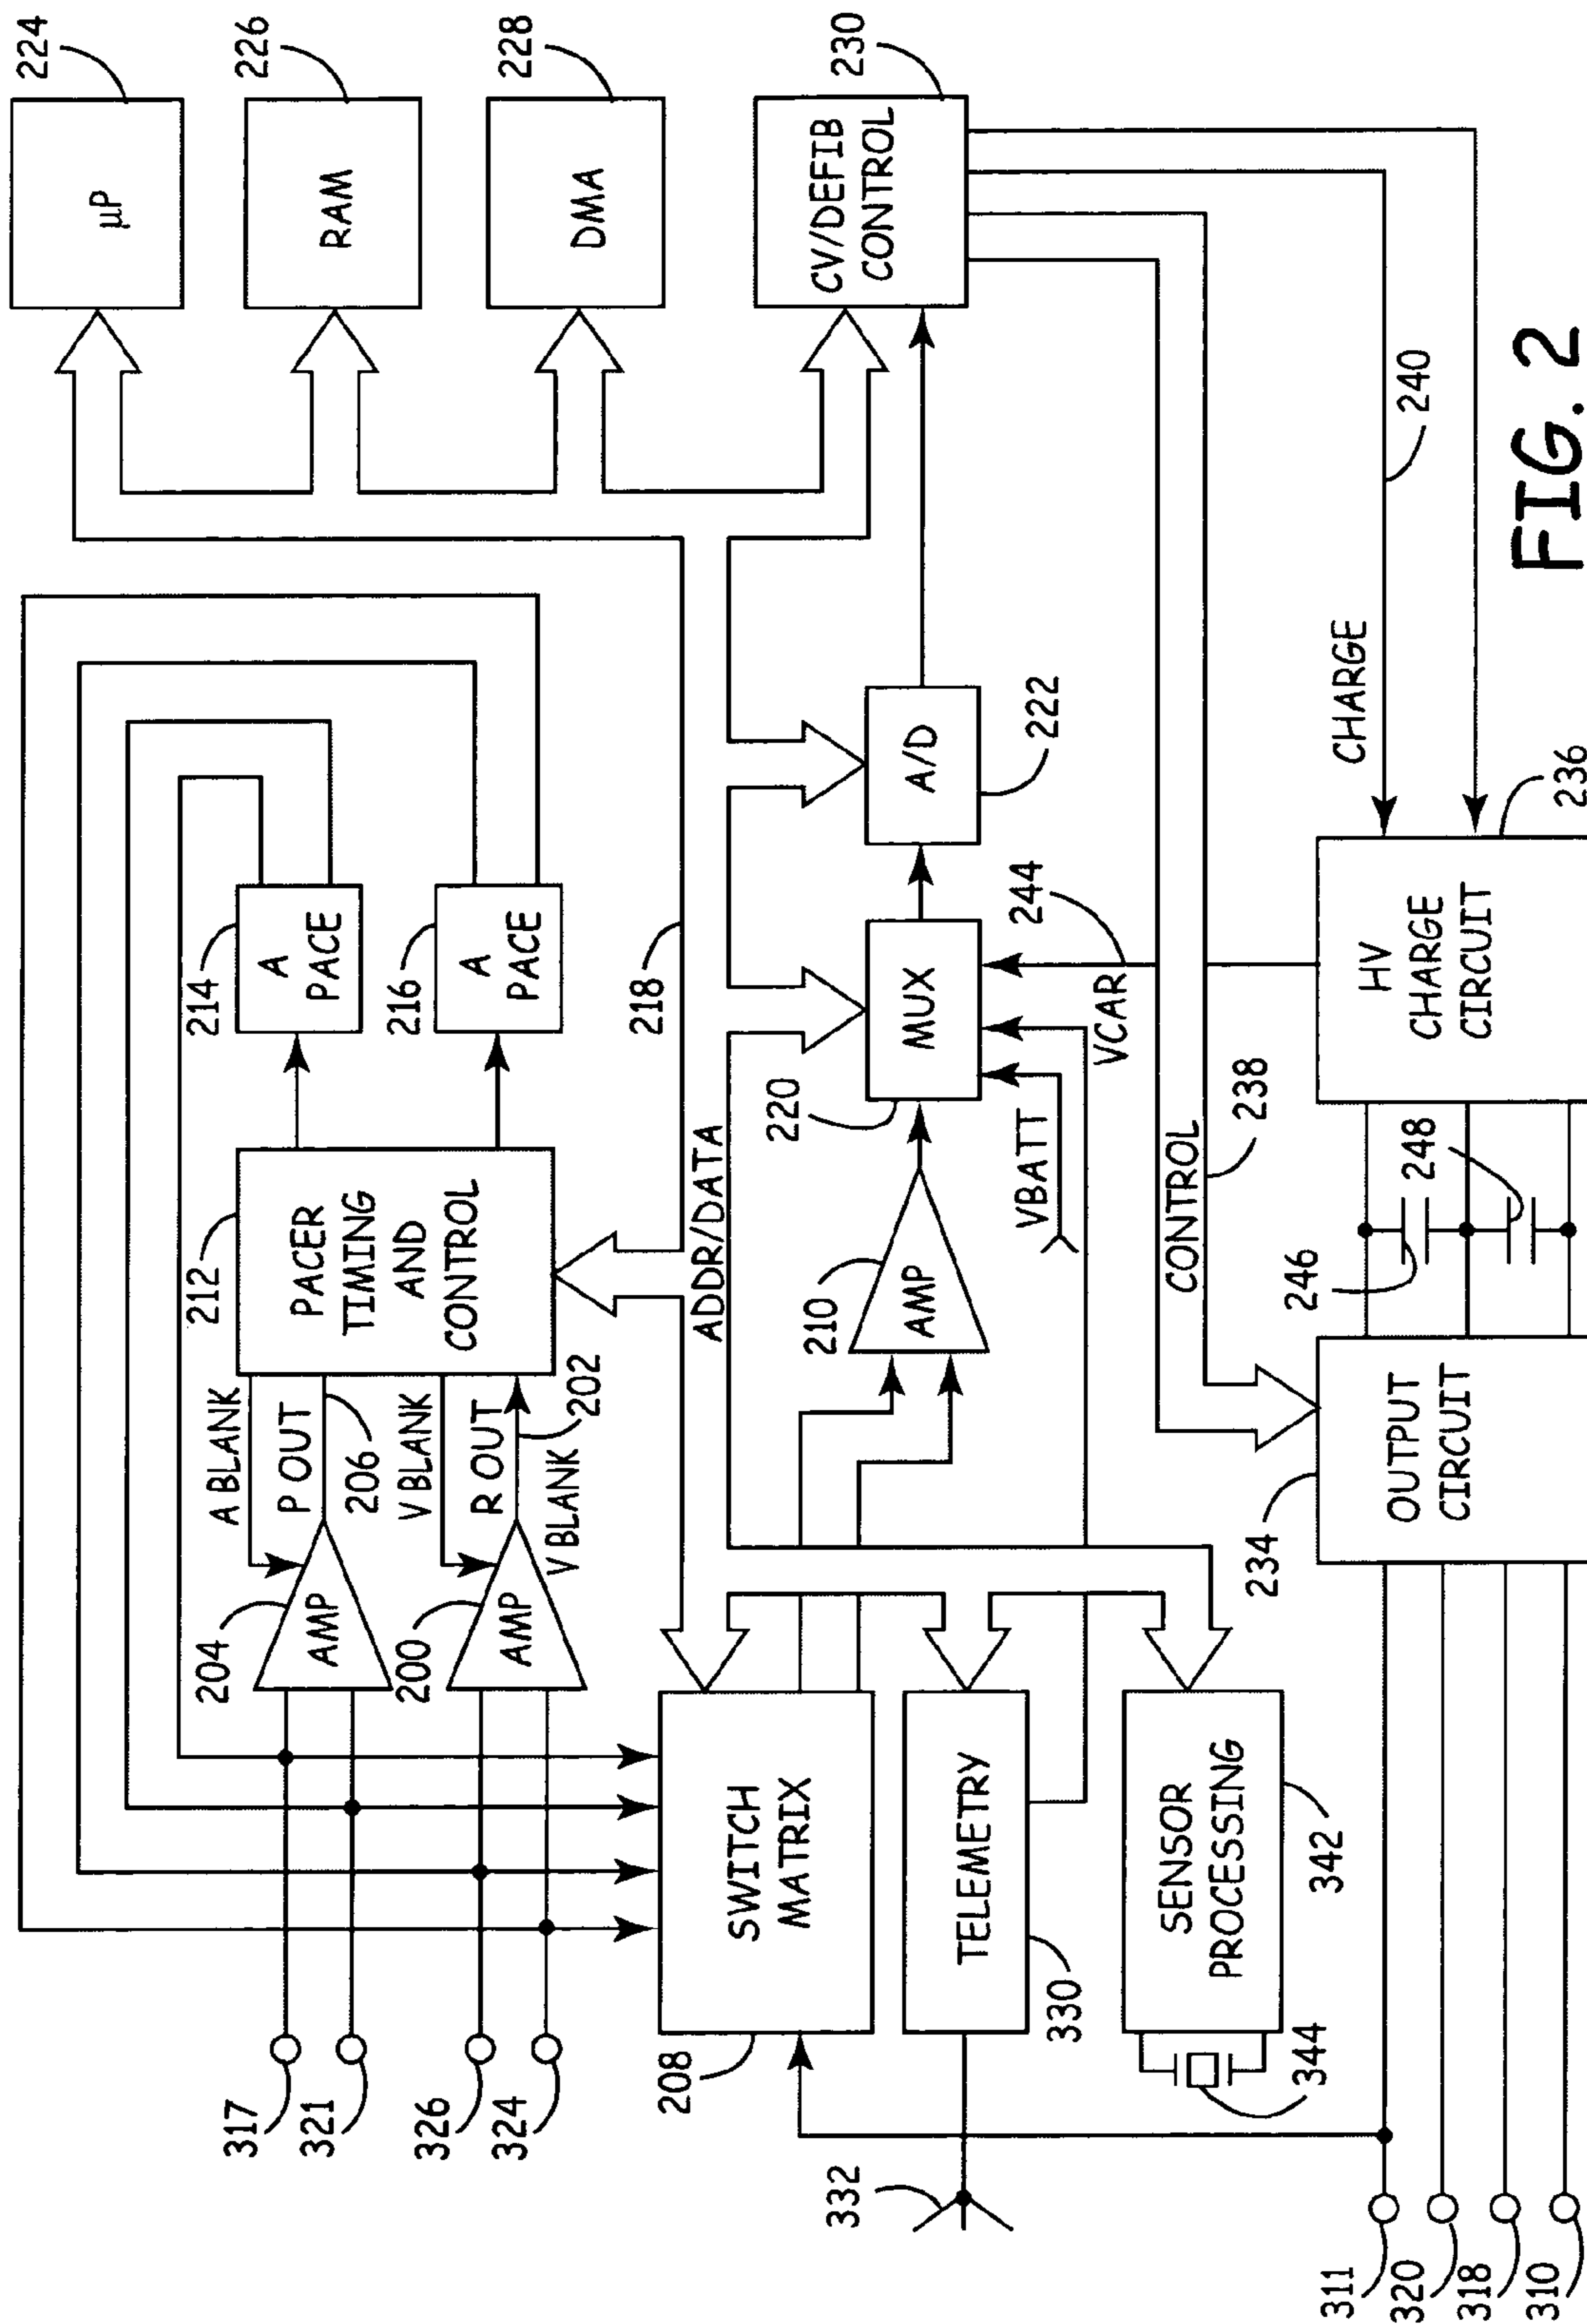 224
µP
226
RAM
228
DMA
230
CV/DEFIB
CONTROL
214
A
PACE
216
A
PACE
212
PACER
TIMING
AND
CONTROL
A BLANK
P OUT
206
V BLANK
R OUT
202
V BLANK
204
AMP
200
AMP
317
321
326
324
218
ADDR/DATA
208
SWITCH
MATRIX
210
AMP
220
MUX
222
A/D
VBATT
VCAR
244
332
TELEMETRY
330
SENSOR
PROCESSING
342
344
CONTROL
238
CHARGE
240
234
OUTPUT
CIRCUIT
246
248
HV
CHARGE
CIRCUIT
236
311
320
318
310
FIG. 2